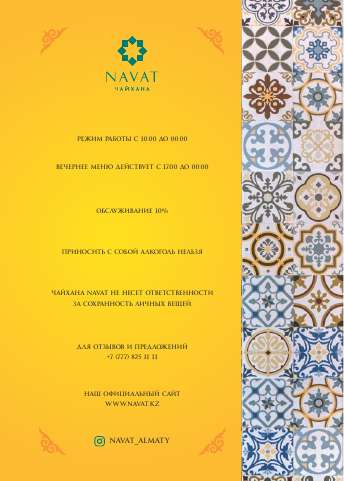 NAVAT
ЧАЙХАНА
РЕЖИМ РАБОТЫ С 10:00 ДО 00:00
ВЕЧЕРНЕЕ МЕНЮ ДЕЙСТВУЕТ С 17:00 ДО 00:00
ОБСЛУЖИВАНИЕ 10%
ПРИНОСИТЬ С СОБОЙ АЛКОГОЛЬ НЕЛЬЗЯ
ЧАЙХАНА NAVAT НЕ НЕСЕТ ОТВЕТСТВЕННОСТИ
ЗА СОХРАННОСТЬ ЛИЧНЫХ ВЕЩЕЙ
ДЛЯ ОТЗЫВОВ И ПРЕДЛОЖЕНИЙ
+7 (777) 825 11 11
НАШ ОФИЦИАЛЬНЫЙ САЙТ
WWW.NAVAT.KZ
NAVAT_ALMATY